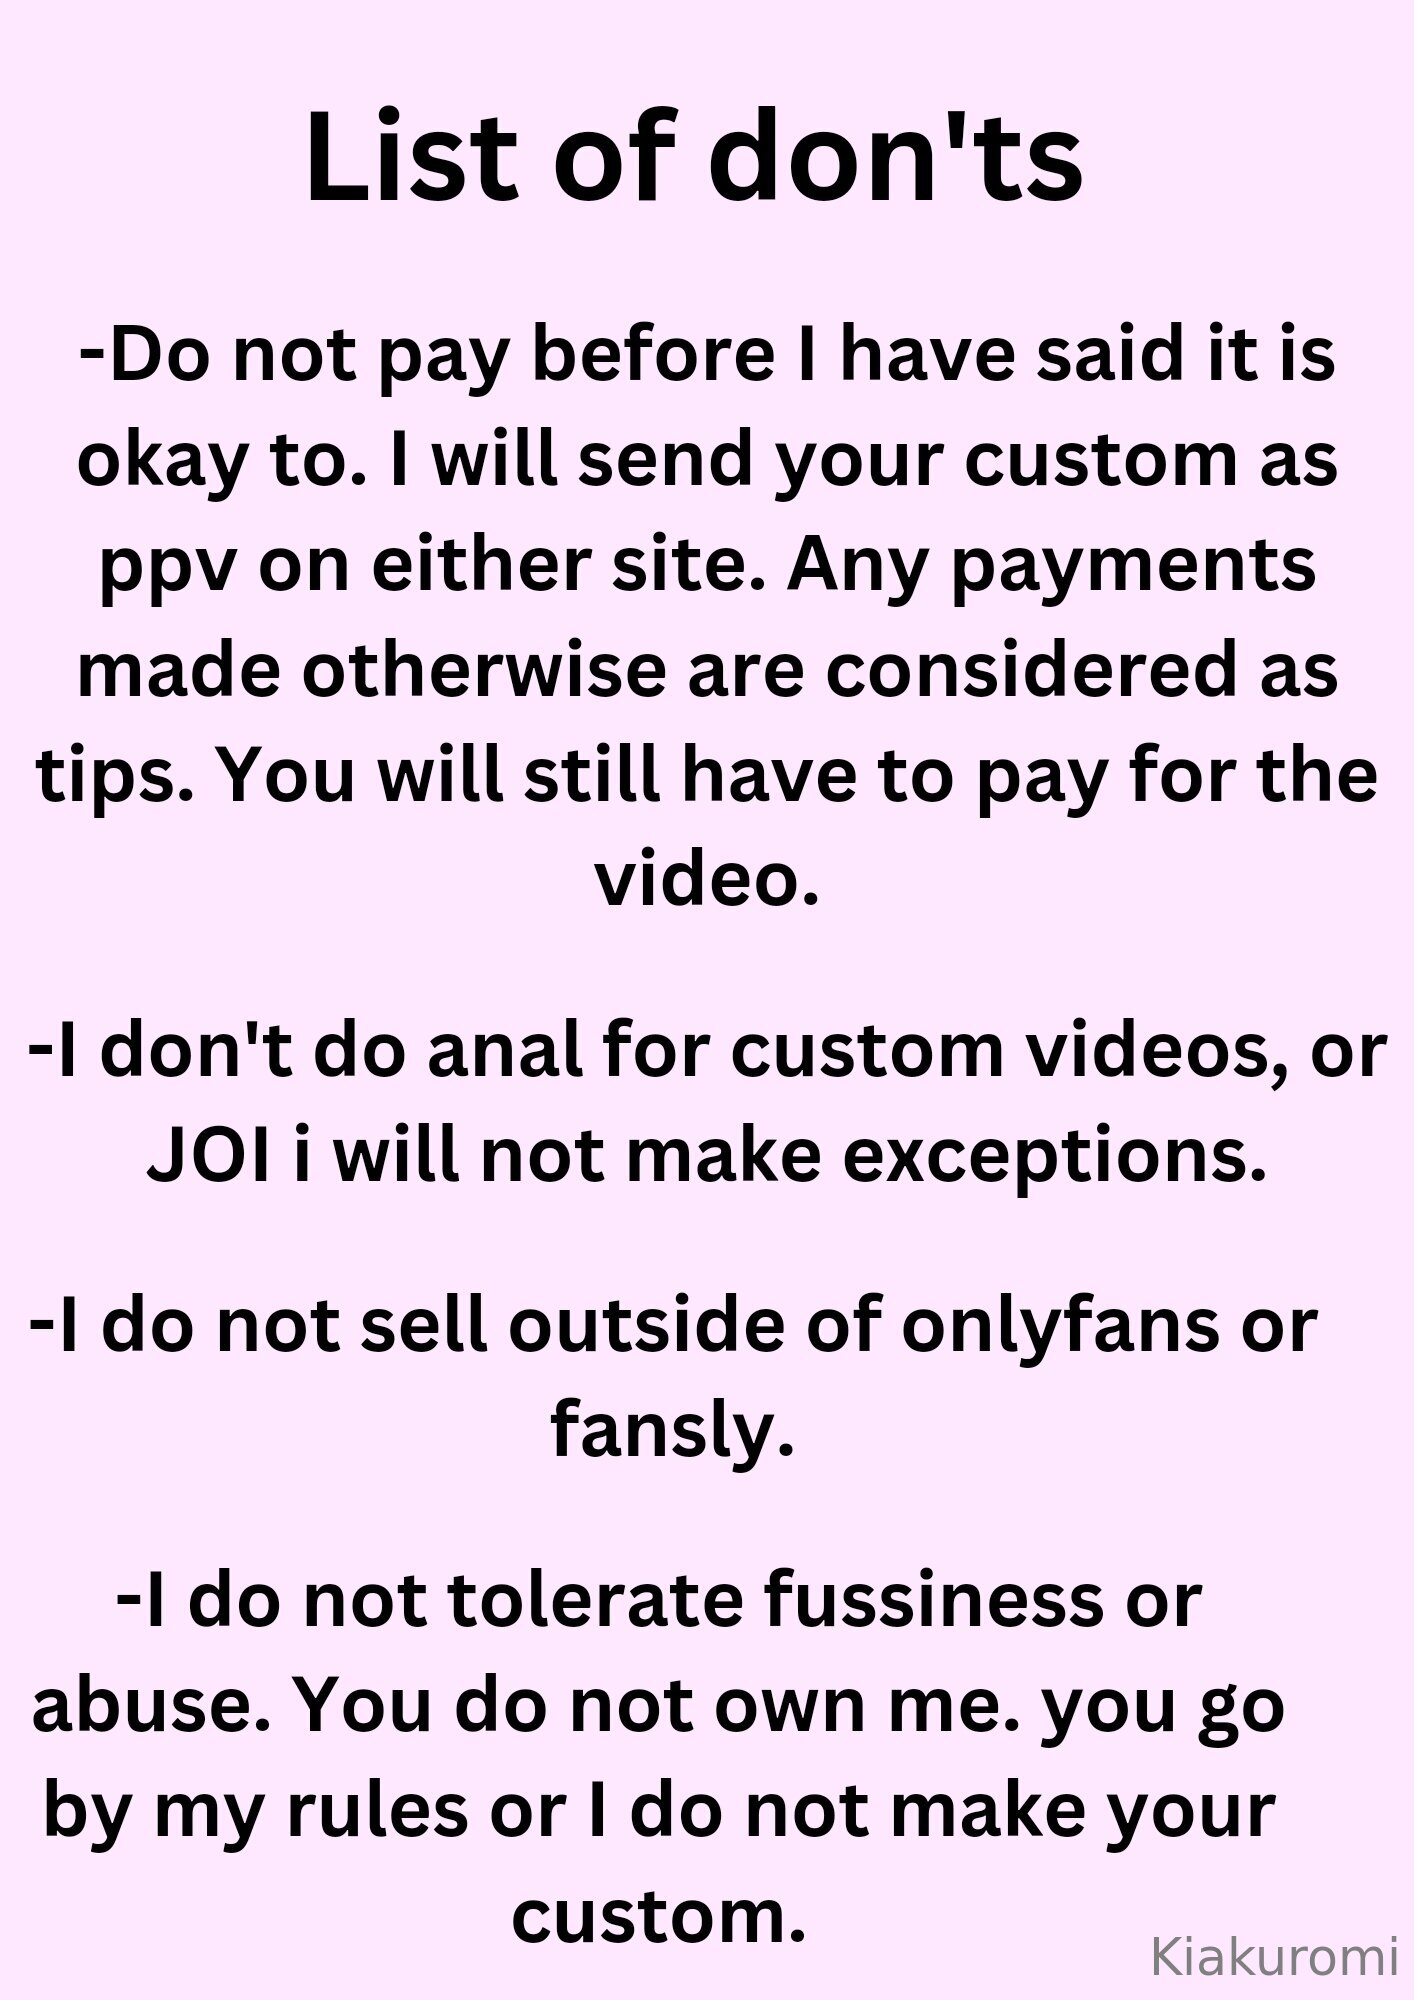 List of don'ts
-Do not pay before I have said it is
okay to. I will send your custom as
ppv on either site. Any payments
made otherwise are considered as
tips. You will still have to pay for the
video.
-I don't do anal for custom videos, or
JOI i will not make exceptions.
-I do not sell outside of onlyfans or
fansly.
-I do not tolerate fussiness or
abuse. You do not own me. you go
by my rules or I do not make your
custom.
Kiakuromi